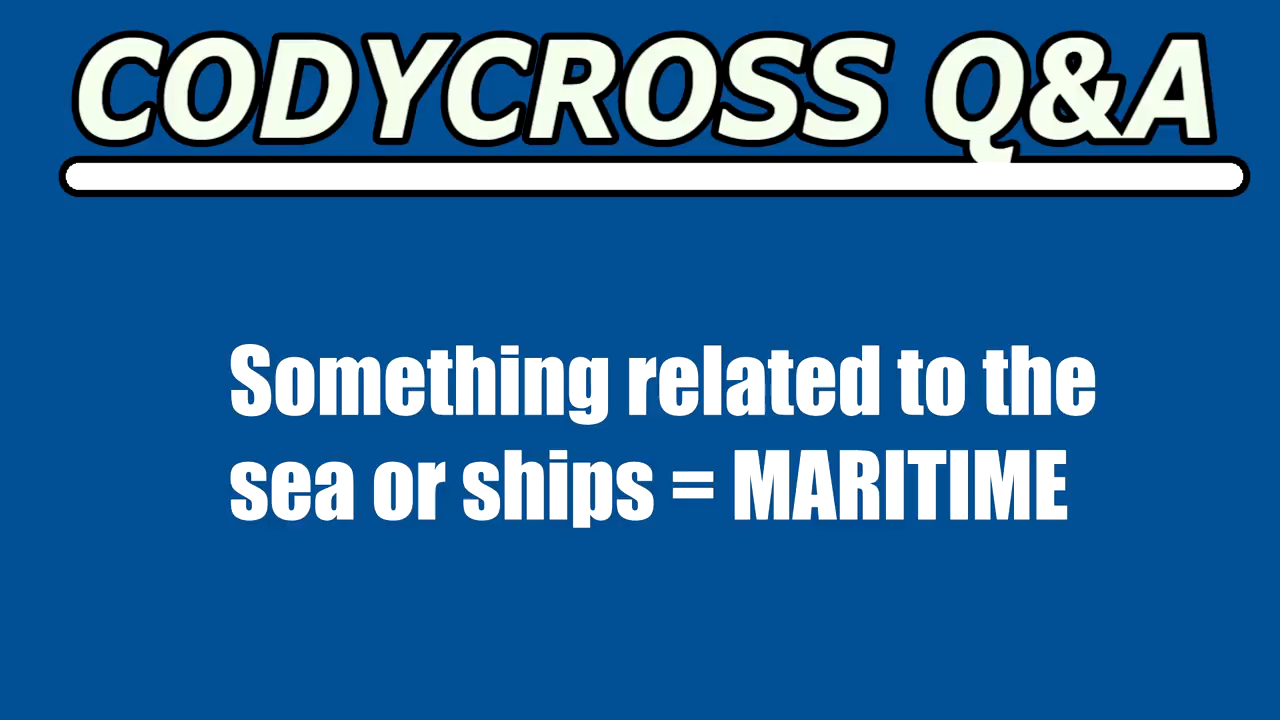 CODYCROSS Q&A
Something related to the
sea or ships = MARITIME